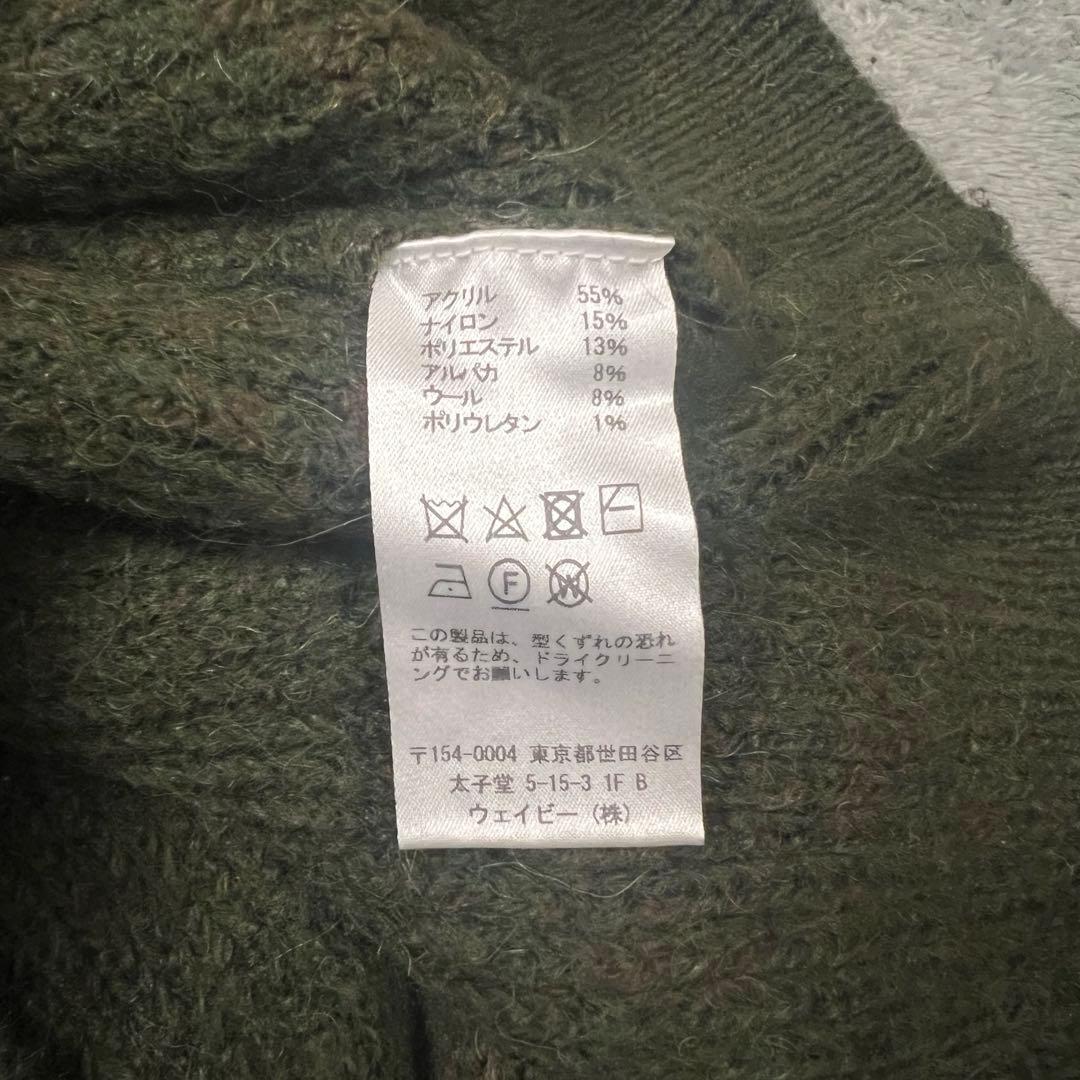 アクリル 55%
ナイロン 15%
ポリエステル 13%
アルパカ 8%
ウール 8%
ポリウレタン 1%
F
W
この製品は、型くずれの恐れ
が有るため、ドライクリーニ
ングでお願いします。
〒154-0004 東京都世田谷区
太子堂 5-15-3 1F B
ウェイビー(株)